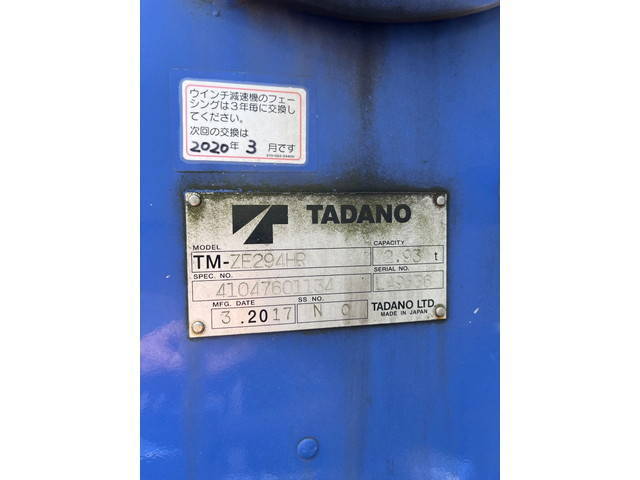 ウインチ減速機のフェー
シングは3年毎に交換し
てください。
次回の交換は
2020年 3 月です
TADANO
MODEL CAPACITY
TM-ZE294HR 2.93 t
SPEC. NO. SERIAL NO.
41047601134
MFG. DATE SS NO.
3 .2017 N 0
TADANO LTD.
MADE IN JAPAN